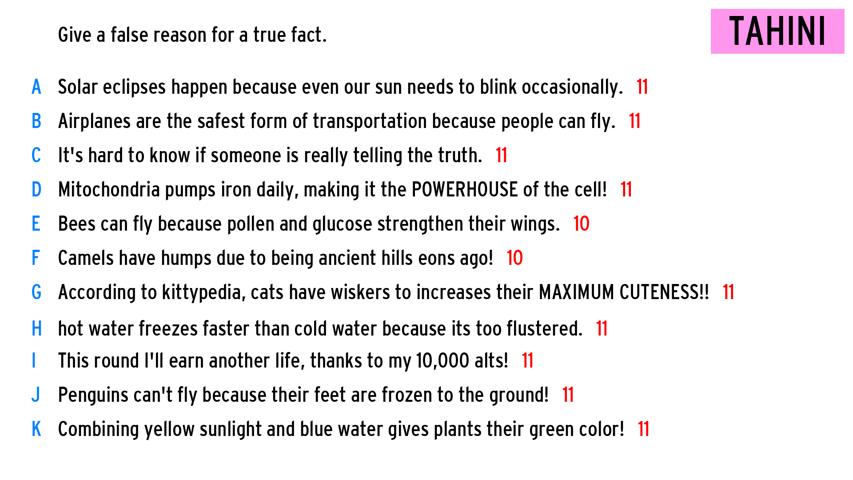 Give a false reason for a true fact.
TAHINI
A Solar eclipses happen because even our sun needs to blink occasionally. 11
B Airplanes are the safest form of transportation because people can fly. 11
C It's hard to know if someone is really telling the truth. 11
D Mitochondria pumps iron daily, making it the POWERHOUSE of the cell! 11
E Bees can fly because pollen and glucose strengthen their wings. 10
F Camels have humps due to being ancient hills eons ago! 10
G According to kittypedia, cats have wiskers to increases their MAXIMUM CUTENESS!! 11
H hot water freezes faster than cold water because its too flustered. 11
I This round I'll earn another life, thanks to my 10,000 alts! 11
J Penguins can't fly because their feet are frozen to the ground! 11
K Combining yellow sunlight and blue water gives plants their green color! 11